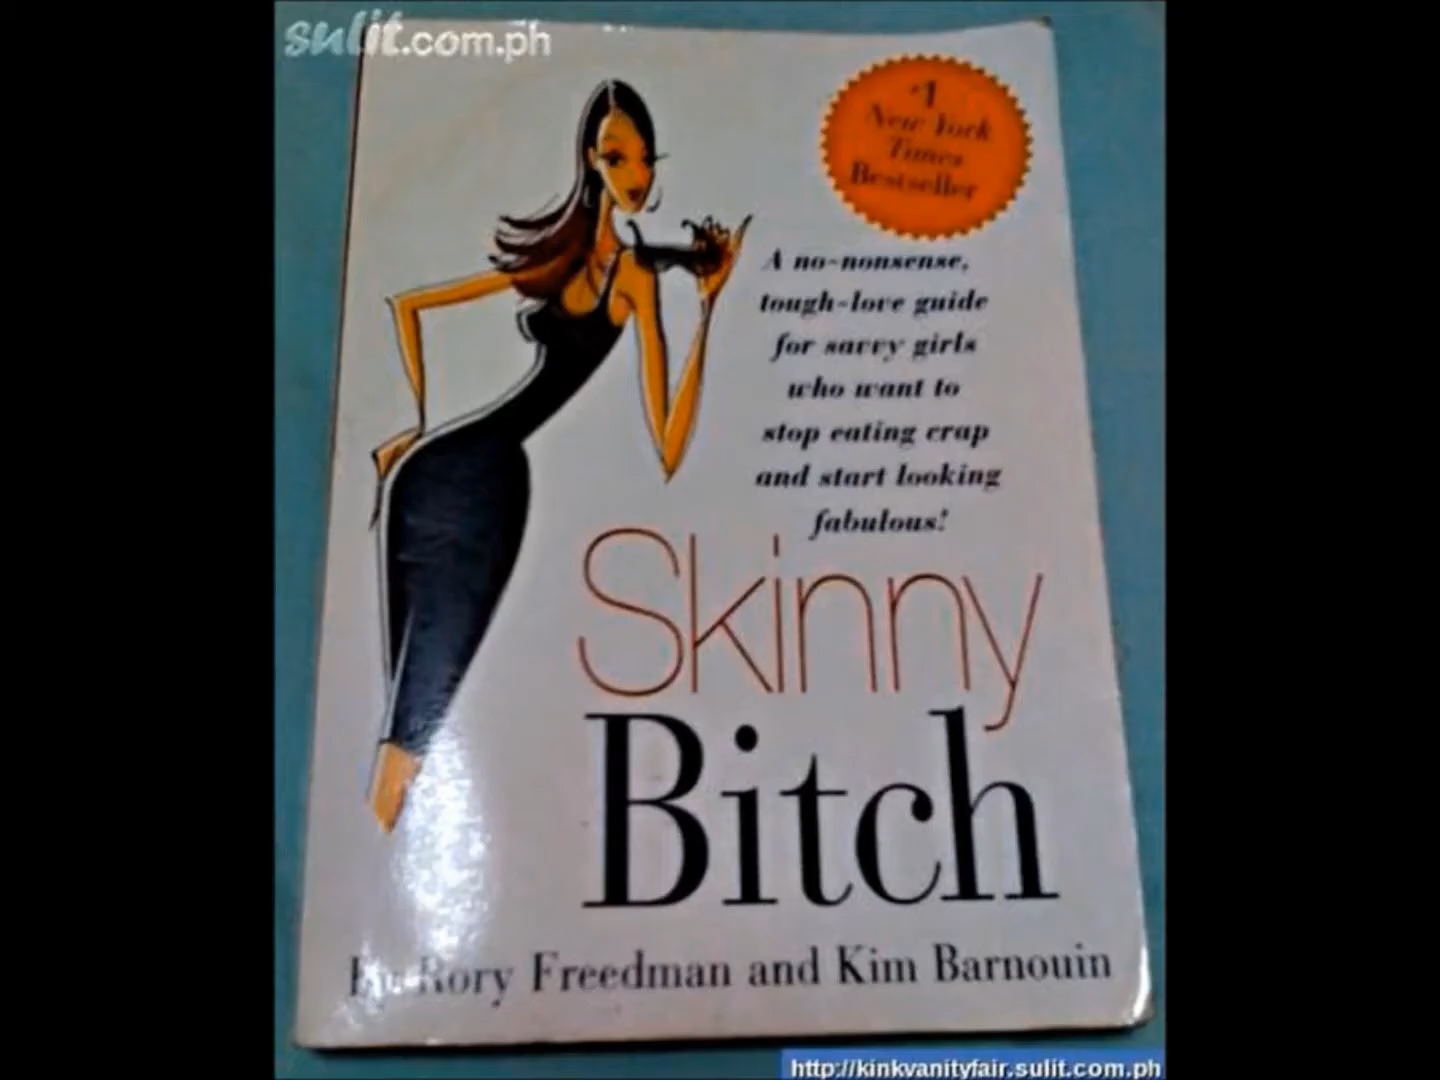 sulit.com.ph
#1
New York
Times
Bestseller
A no-nonsense,
tough-love guide
for savvy girls
who want to
stop eating crap
and start looking
fabulous!
Skinny
Bitch
By Rory Freedman and Kim Barnouin
http://kinkvanityfair.sulit.com.ph